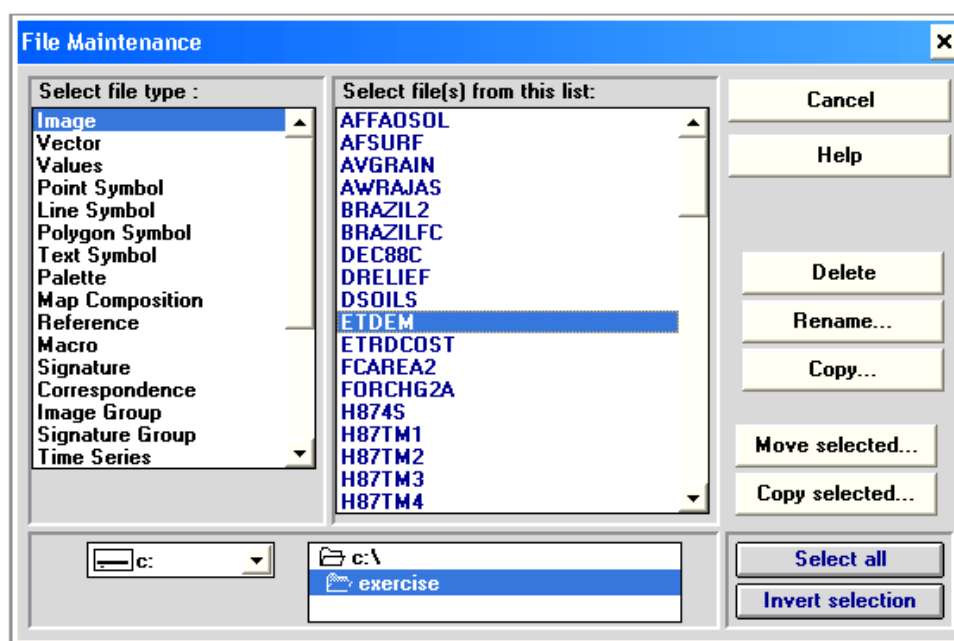 File Maintenance
Select file type :
Image
Vector
Values
Point Symbol
Line Symbol
Polygon Symbol
Text Symbol
Palette
Map Composition
Reference
Macro
Signature
Correspondence
Image Group
Signature Group
Time Series
Select file(s) from this list:
AFFAOSOL
AFSURF
AVGRAIN
AWRAJAS
BRAZIL2
BRAZILFC
DEC88C
DRELIEF
DSOILS
ETDEM
ETRDCOST
FCAREA2
FORCHG2A
H874S
H87TM1
H87TM2
H87TM3
H87TM4
Cancel
Help
Delete
Rename...
Copy...
Move selected...
Copy selected...
c:
c:\
exercise
Select all
Invert selection